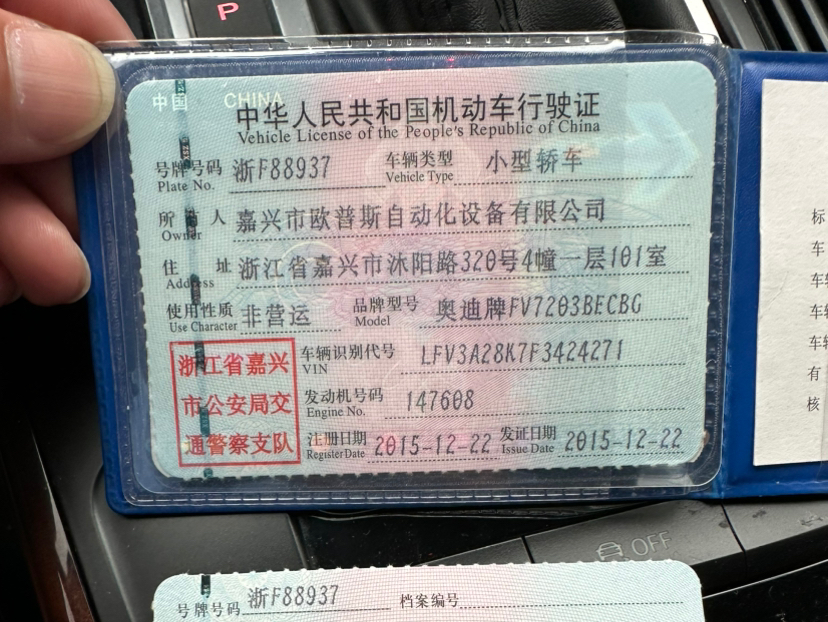 P
中国 CHINA
中华人民共和国机动车行驶证
Vehicle License of the People's Republic of China
号牌号码 浙F88937 车辆类型 小型轿车
Plate No. Vehicle Type
所有人 嘉兴市欧普斯自动化设备有限公司
Owner
住址 浙江省嘉兴市沐阳路320号4幢一层101室
Address
使用性质 非营运 品牌型号 奥迪牌FV7203BECBG
Use Character Model
浙江省嘉兴
市公安局交
通警察支队
车辆识别代号 LFV3A28K7F3424271
VIN
发动机号码 147608
Engine No.
注册日期 2015-12-22 发证日期 2015-12-22
Register Date Issue Date
标
车
车
车
车
有
核
OFF
号牌号码 浙F88937 档案编号